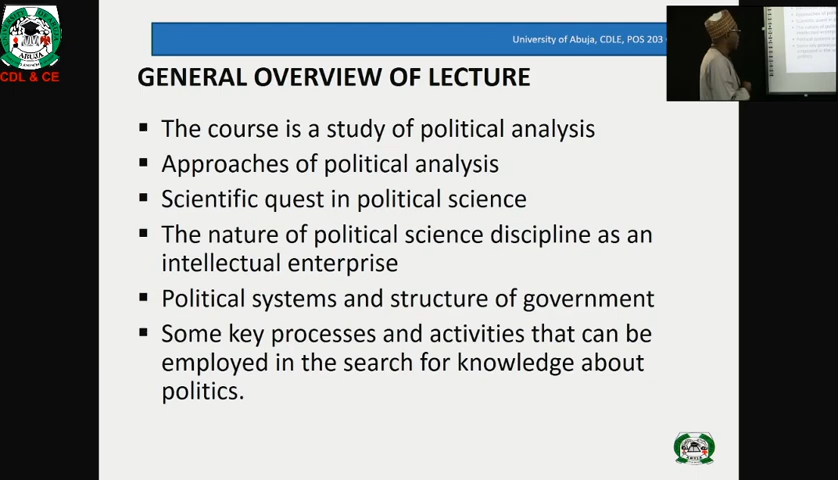 ABUJA
CDL & CE
University of Abuja, CDLE, POS 203
GENERAL OVERVIEW OF LECTURE
▪ The course is a study of political analysis
▪ Approaches of political analysis
▪ Scientific quest in political science
▪ The nature of political science discipline as an
intellectual enterprise
▪ Political systems and structure of government
▪ Some key processes and activities that can be
employed in the search for knowledge about
politics.